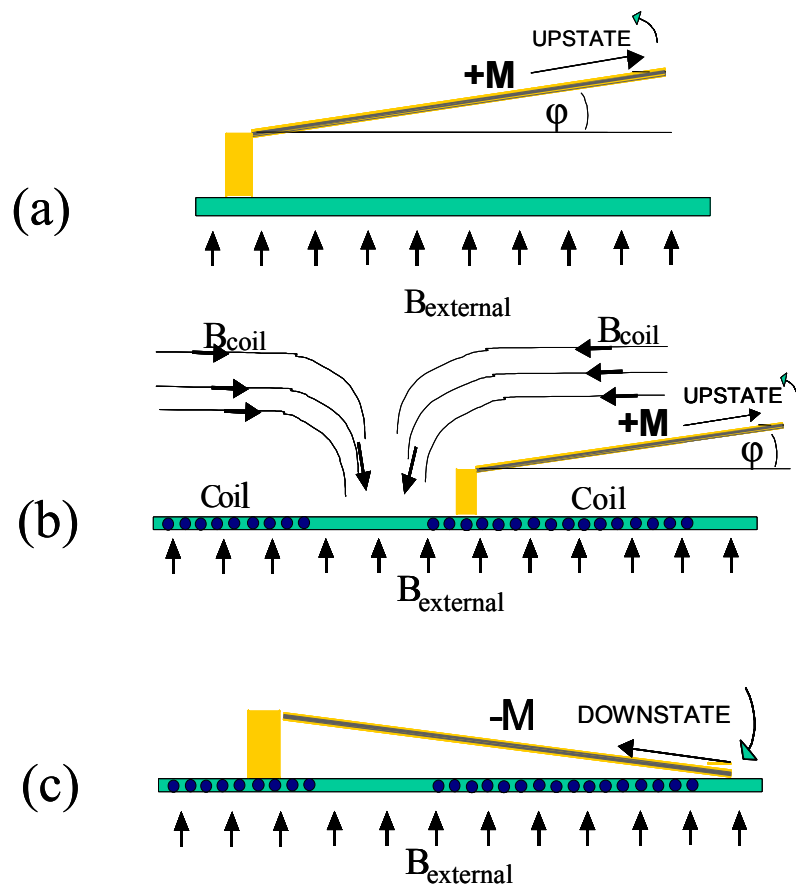 UPSTATE
+M
φ
(a)
Bexternal
Bcoil
Bcoil
UPSTATE
+M
φ
Coil
Coil
(b)
Bexternal
-M
DOWNSTATE
(c)
Bexternal